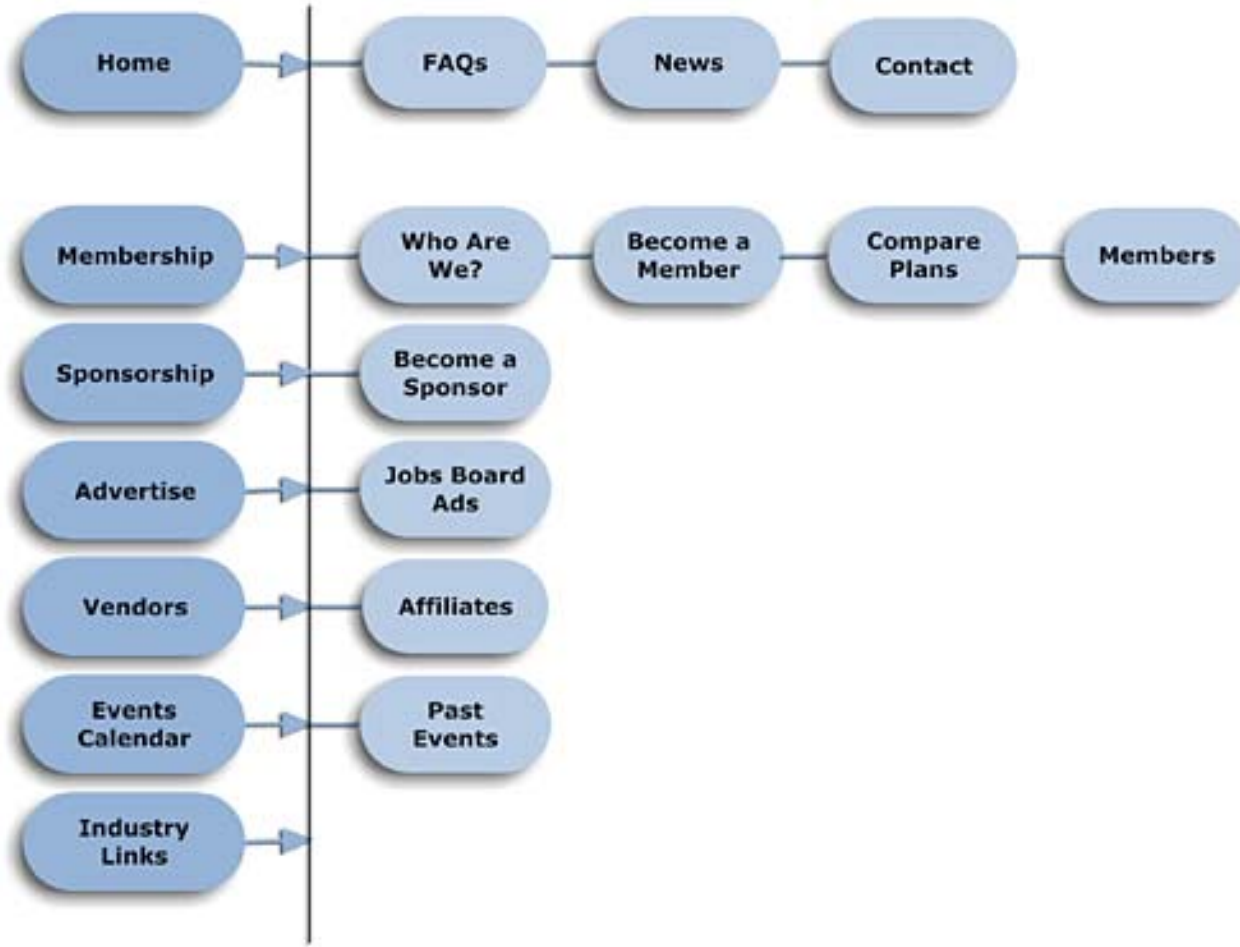 Home
FAQs
News
Contact
Membership
Who Are
We?
Become a
Member
Compare
Plans
Members
Sponsorship
Become a
Sponsor
Advertise
Jobs Board
Ads
Vendors
Affiliates
Events
Calendar
Past
Events
Industry
Links